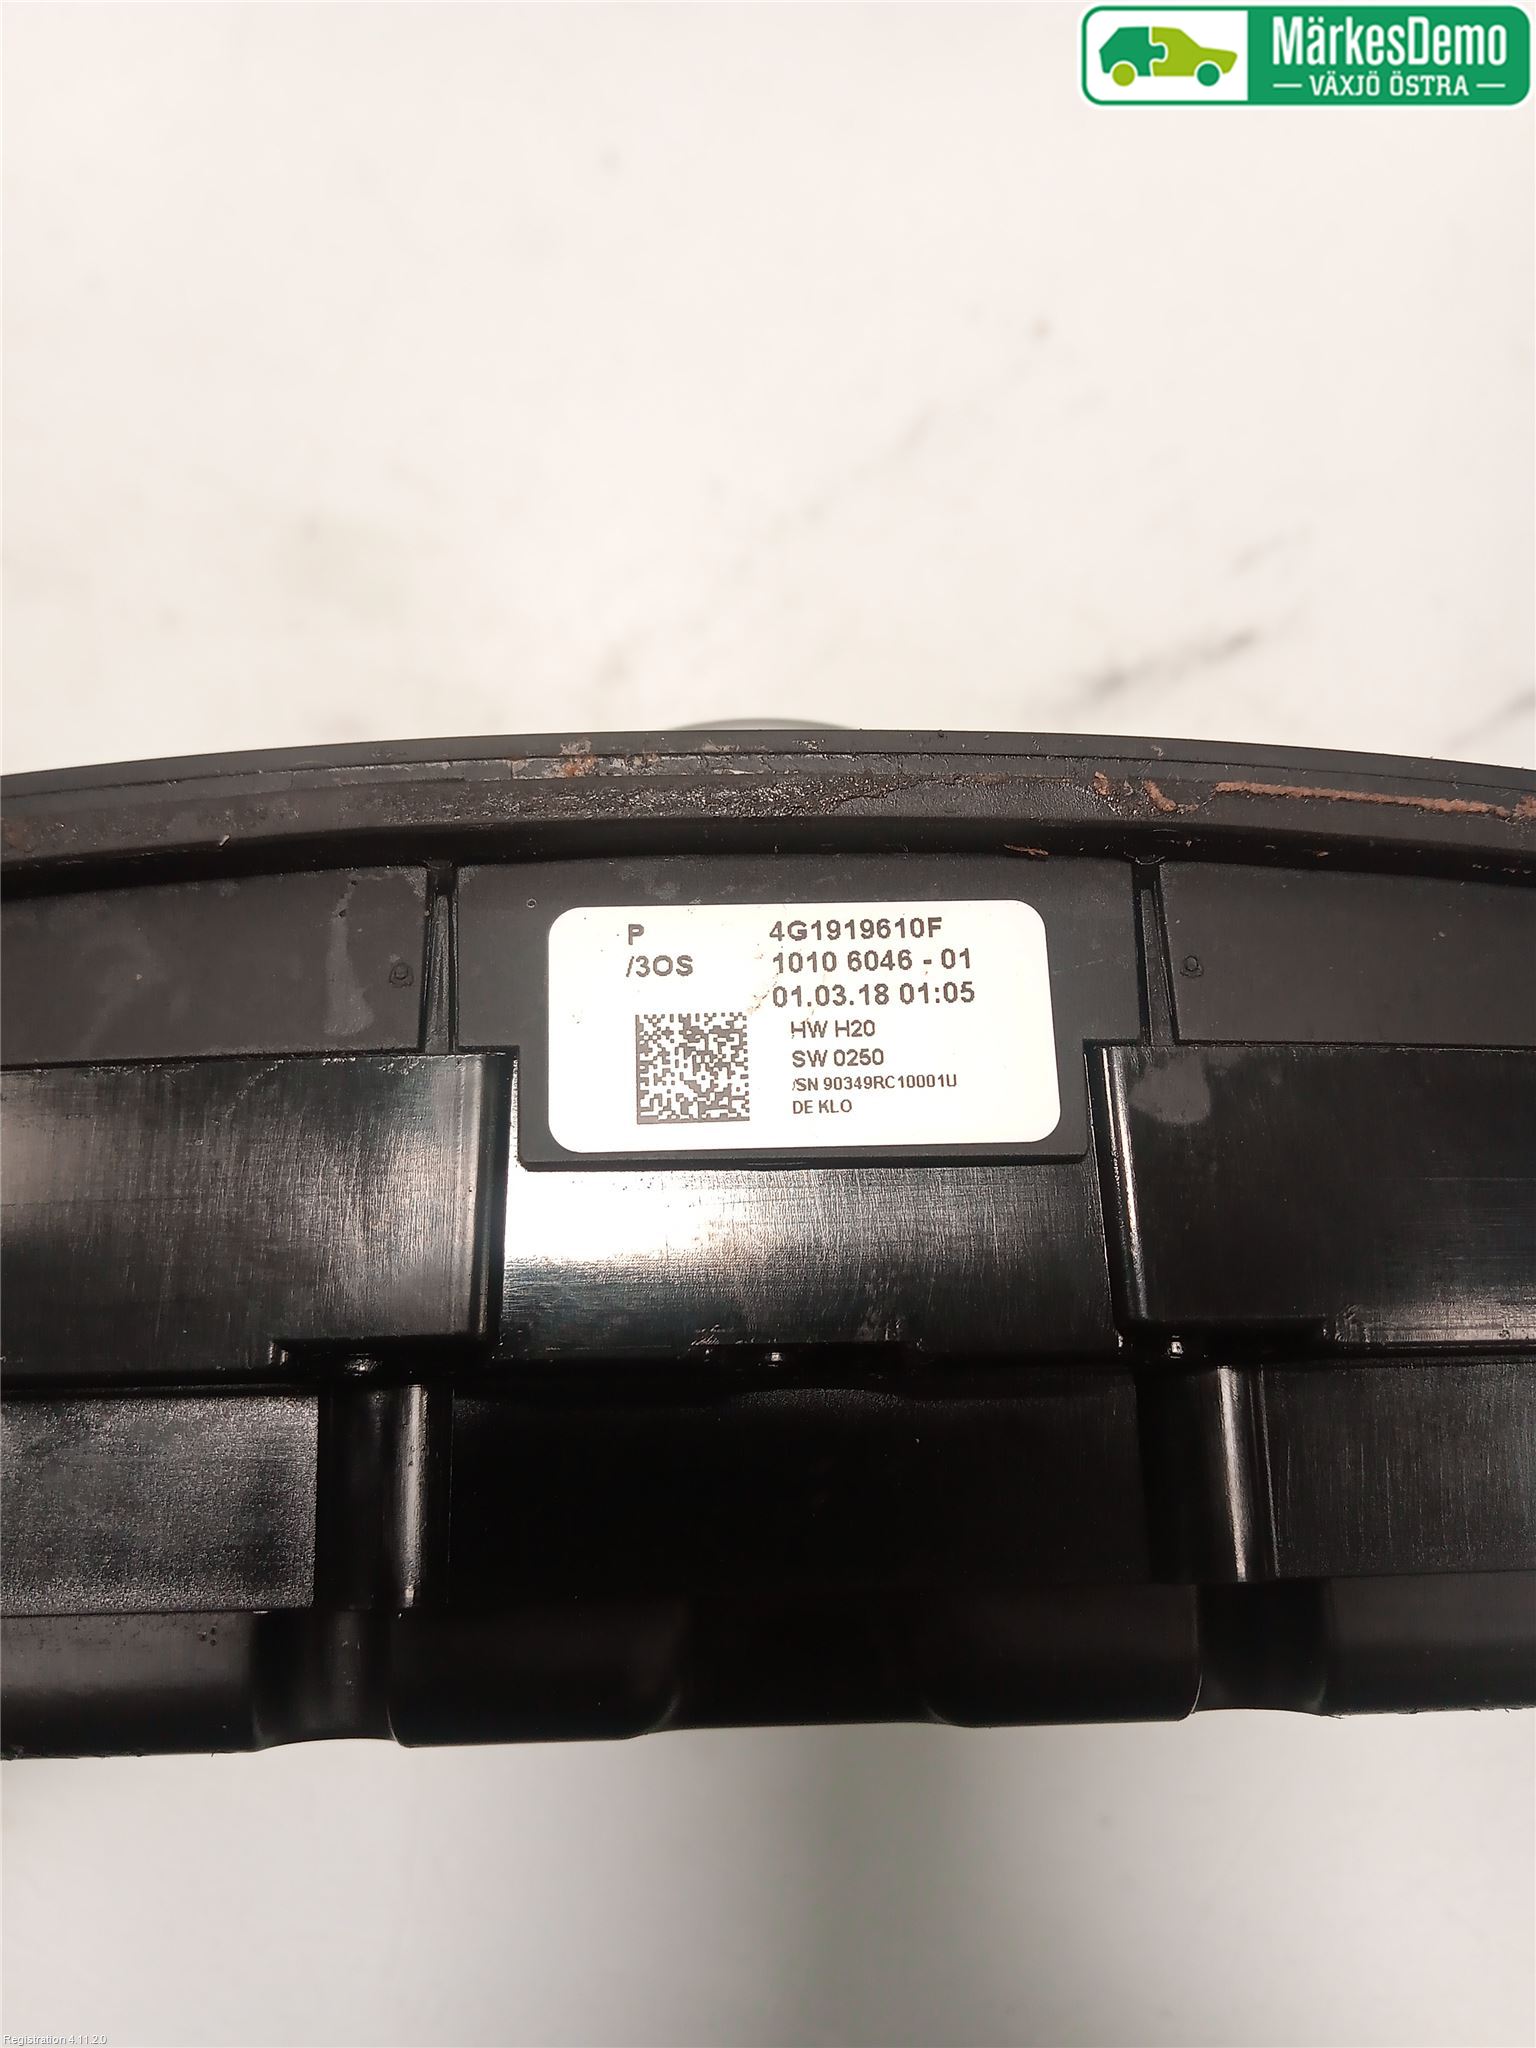 MärkesDemo
VÄXJÖ ÖSTRA
P 4G1919610F
/3OS 1010 6046 - 01
01.03.18 01:05
HW H20
SW 0250
/SN 90349RC10001U
DE KLO
Registration 4.11.2.0